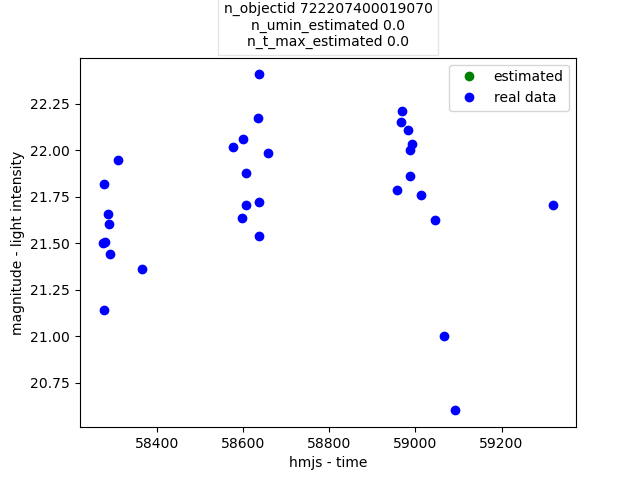 n_objectid 722207400019070
n_umin_estimated 0.0
n_t_max_estimated 0.0
estimated
real data
magnitude - light intensity
22.25
22.00
21.75
21.50
21.25
21.00
20.75
58400
58600
58800
59000
59200
hmjs - time